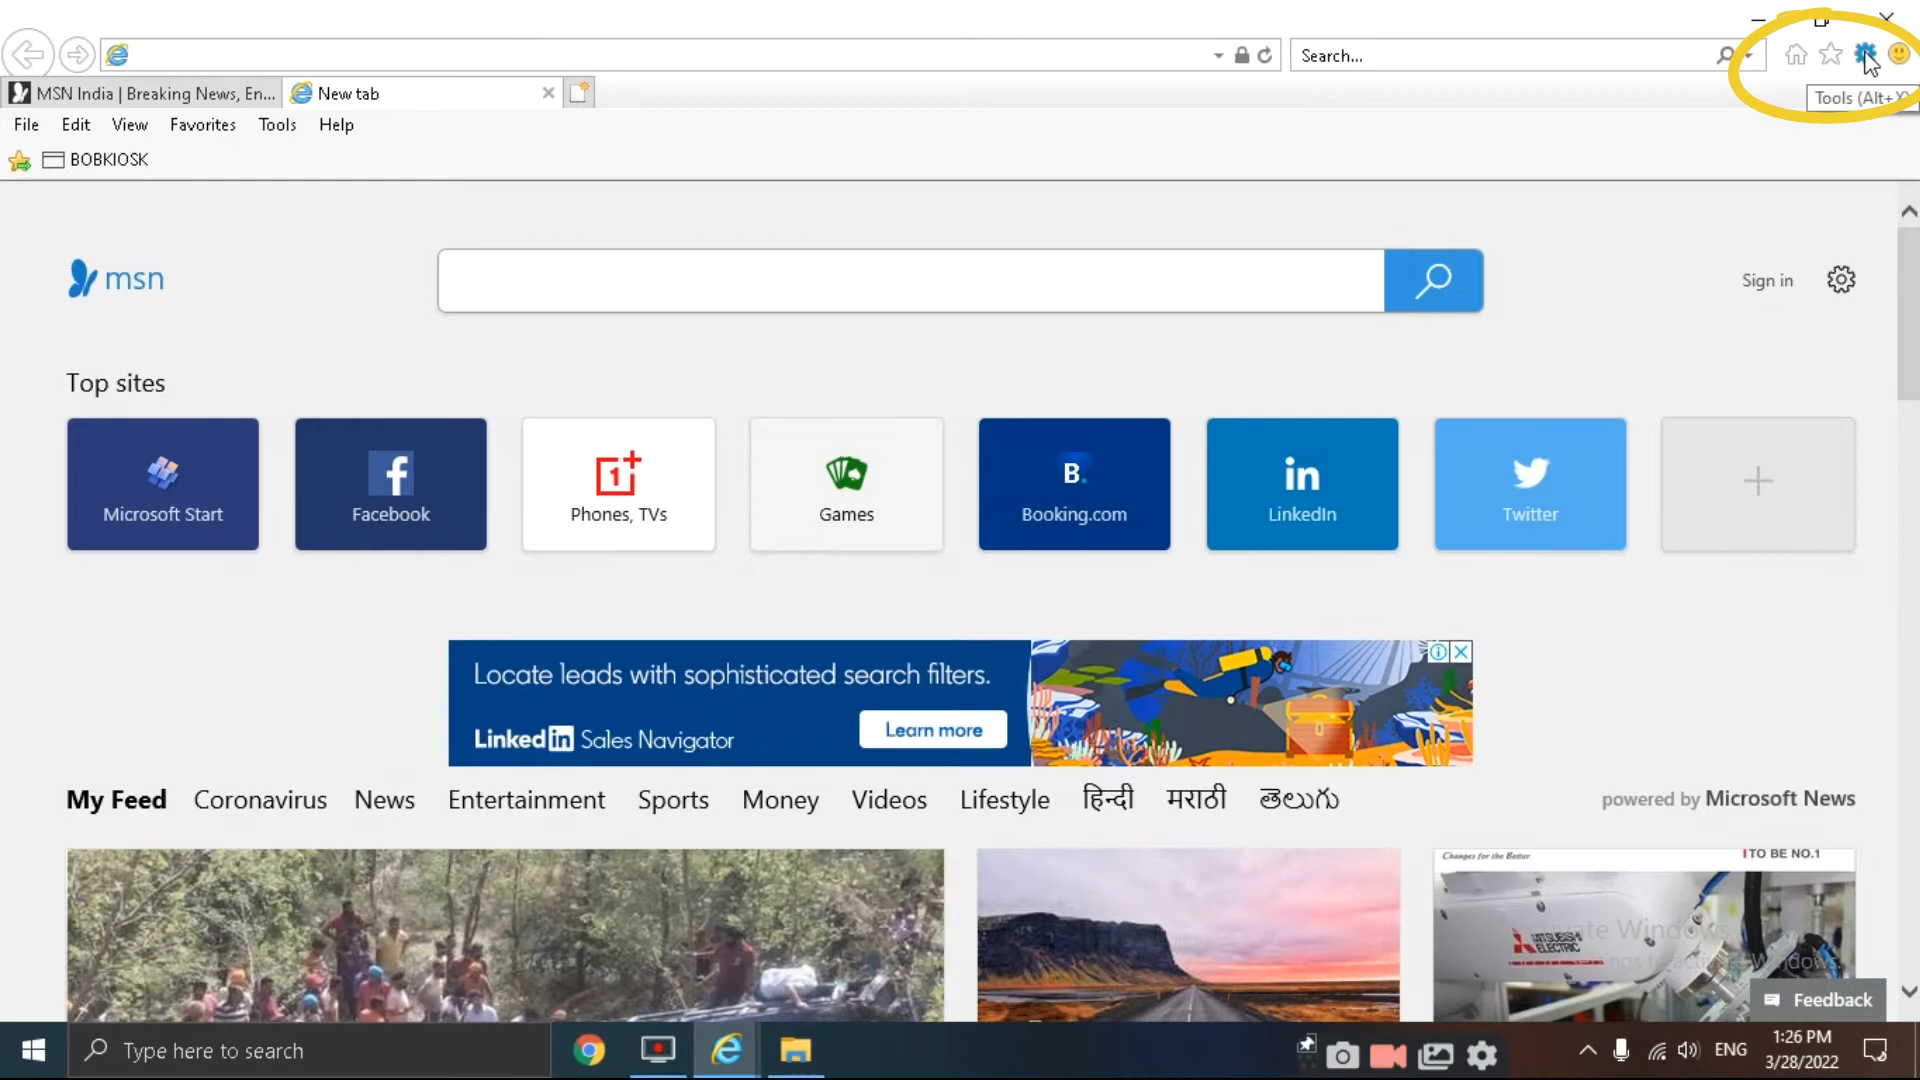 Search...
MSN India | Breaking News, En...
New tab
Tools (Alt+X)
File Edit View Favorites Tools Help
BOBKIOSK
msn
Sign in
Top sites
Microsoft Start
Facebook
Phones, TVs
Games
B.
Booking.com
in
LinkedIn
Twitter
Locate leads with sophisticated search filters.
LinkedIn Sales Navigator
Learn more
My Feed Coronavirus News Entertainment Sports Money Videos Lifestyle हिन्दी मराठी తెలుగు
powered by Microsoft News
Changes for the Better
TO BE NO.1
MITSUBISHI
ELECTRIC
Feedback
Type here to search
ENG
1:26 PM
3/28/2022